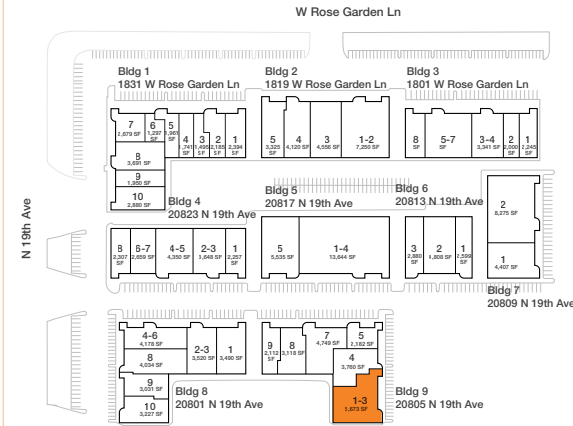 W Rose Garden Ln
Bldg 1
1831 W Rose Garden Ln
Bldg 2
1819 W Rose Garden Ln
Bldg 3
1801 W Rose Garden Ln
7
2,679 SF
6
1,297
SF
5
1,961
SF
4
1,741
SF
3
1,495
SF
2
2,185
SF
1
2,394
SF
8
3,691 SF
9
1,950 SF
10
2,880 SF
5
3,325
SF
4
4,120 SF
3
4,556 SF
1-2
7,250 SF
8
SF
5-7
SF
3-4
3,341 SF
2
2,000
SF
1
2,245
SF
N 19th Ave
Bldg 4
20823 N 19th Ave
Bldg 5
20817 N 19th Ave
Bldg 6
20813 N 19th Ave
8
2,307
SF
6-7
2,659 SF
4-5
4,350 SF
2-3
3,648 SF
1
2,257
SF
5
5,535 SF
1-4
13,644 SF
3
2,880
SF
2
4,808 SF
1
2,599
SF
2
8,275 SF
1
4,407 SF
Bldg 7
20809 N 19th Ave
4-6
4,178 SF
8
4,034 SF
9
3,031 SF
10
3,227 SF
2-3
3,520 SF
1
3,490 SF
Bldg 8
20801 N 19th Ave
9
2,112
SF
8
3,118 SF
7
4,749 SF
5
2,182 SF
4
3,760 SF
1-3
5,673 SF
Bldg 9
20805 N 19th Ave